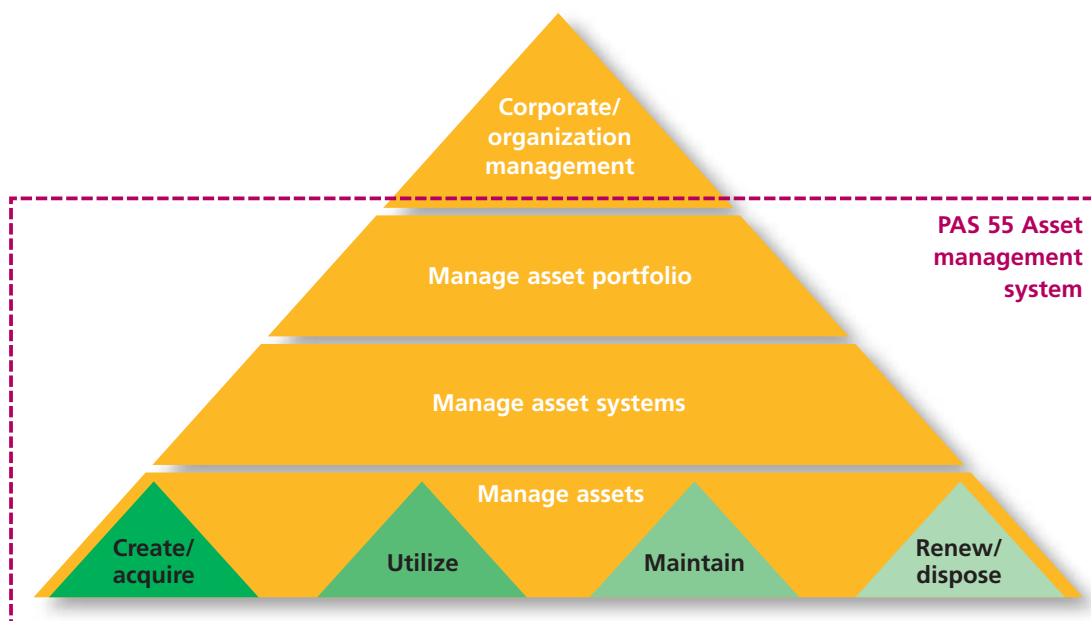 Corporate/
organization
management
PAS 55 Asset
management
system
Manage asset portfolio
Manage asset systems
Manage assets
Create/
acquire
Utilize
Maintain
Renew/
dispose